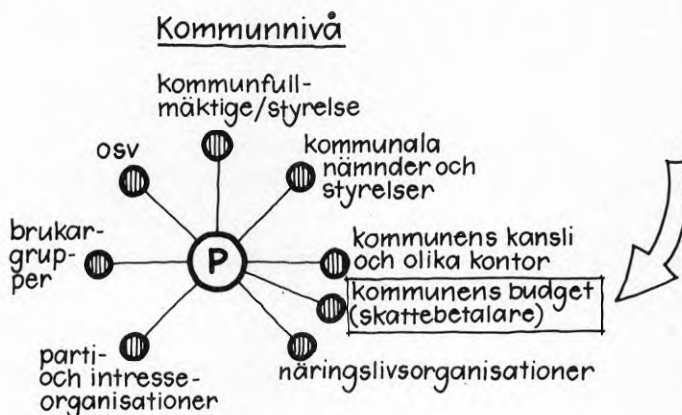 Kommunnivå
kommunfull-
mäktige/styrelse
osv
kommunala
nämnder och
styrelser
brukar-
grup-
per
P
kommunens kansli
och olika kontor
kommunens budget
(skattebetalare)
parti-
och intresse-
organisationer
näringslivsorganisationer